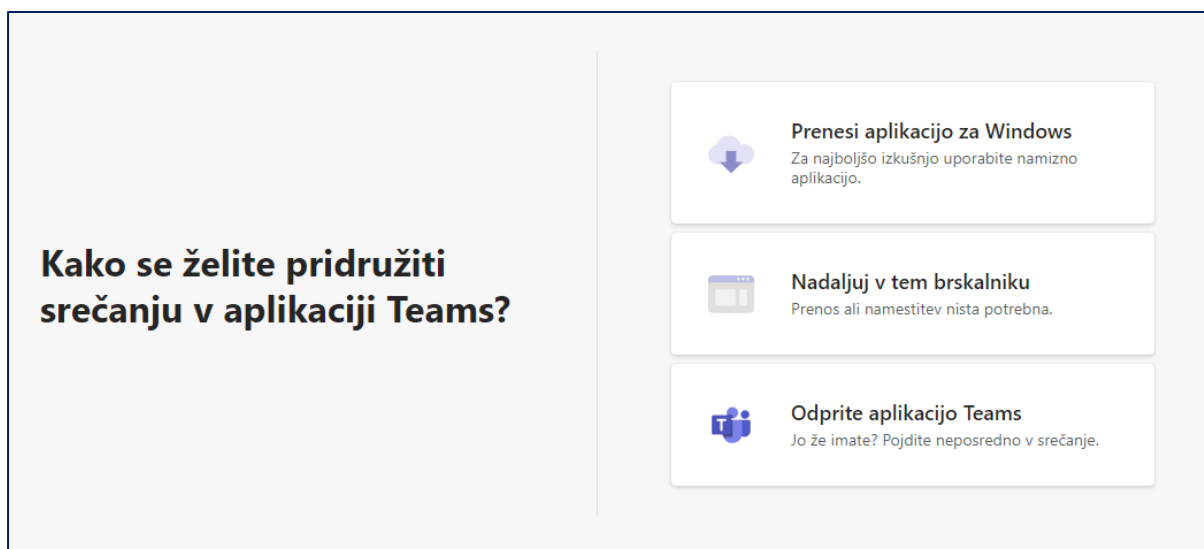 Kako se želite pridružiti
srečanju v aplikaciji Teams?
Prenesi aplikacijo za Windows
Za najboljšo izkušnjo uporabite namizno
aplikacijo.
Nadaljuj v tem brskalniku
Prenos ali namestitev nista potrebna.
Odprite aplikacijo Teams
Jo že imate? Pojdite neposredno v srečanje.